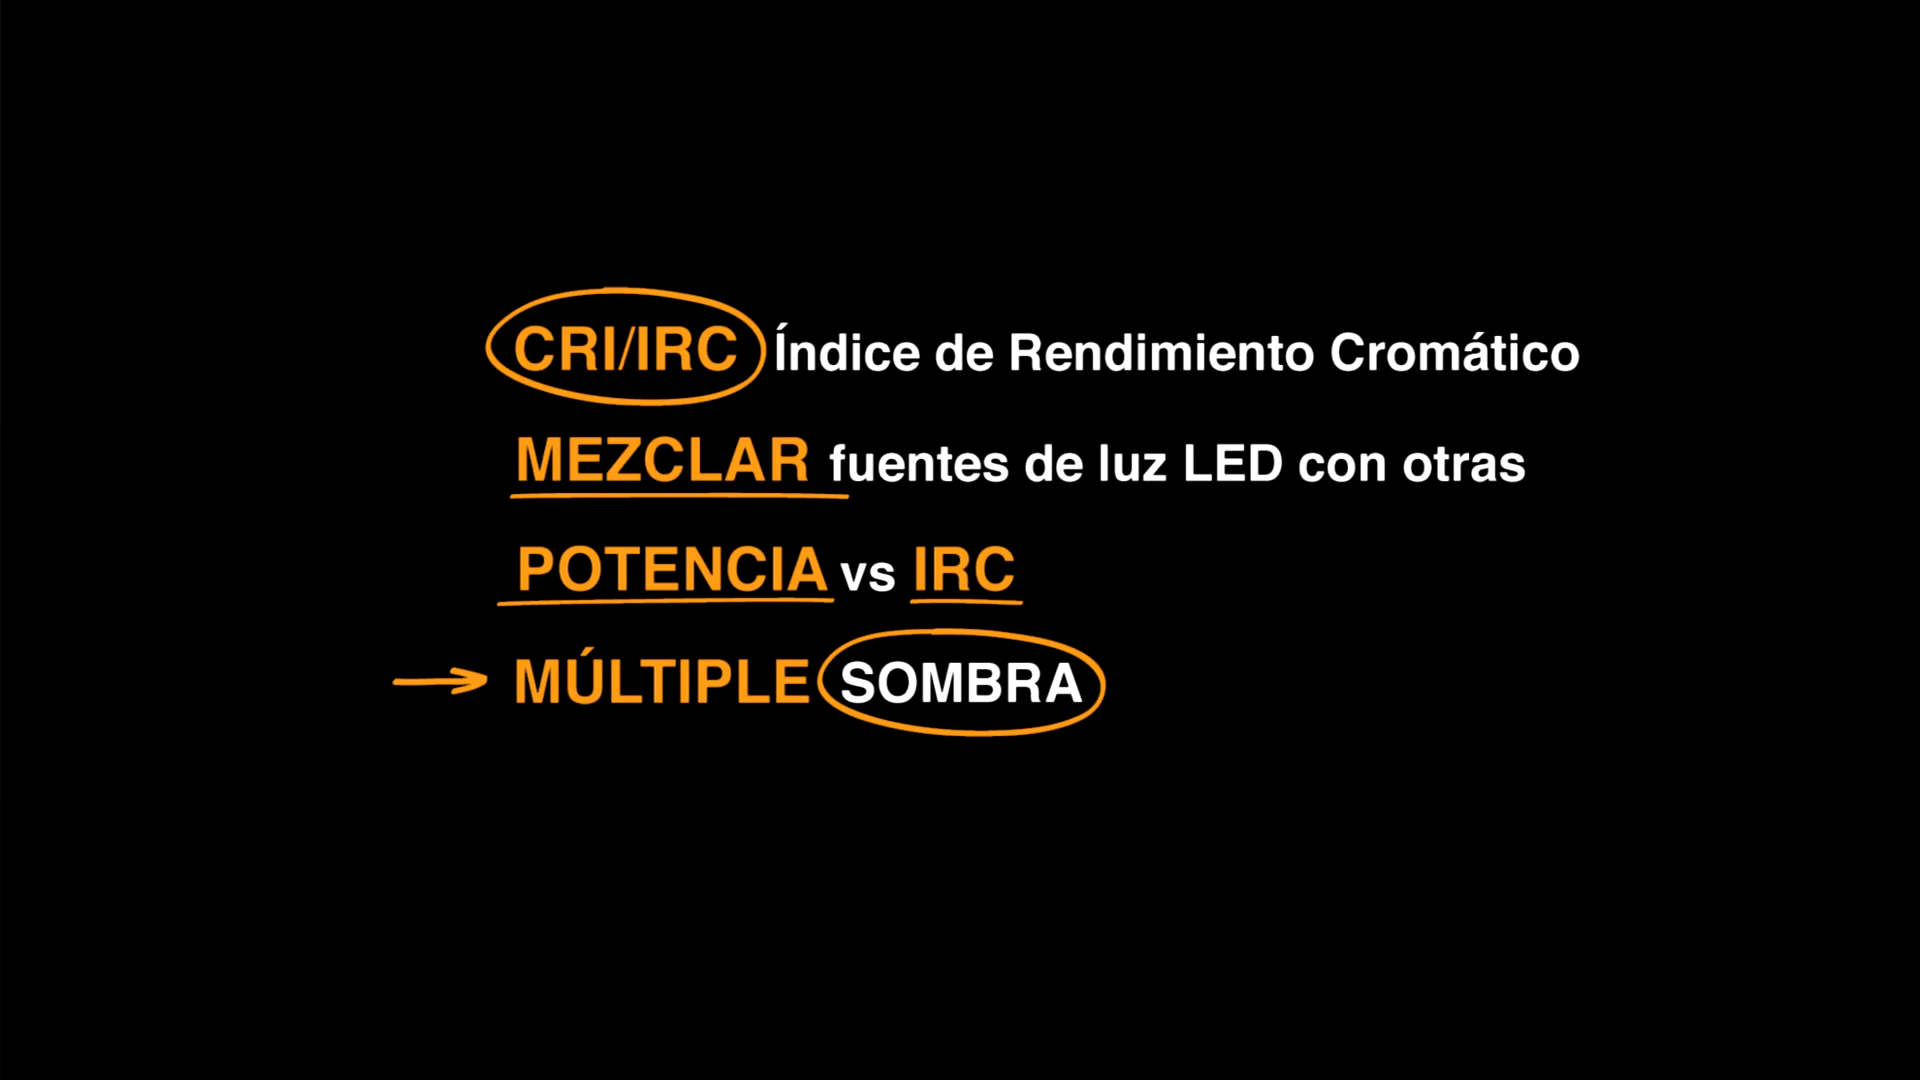 CRI/IRC Índice de Rendimiento Cromático
MEZCLAR fuentes de luz LED con otras
POTENCIA vs IRC
MÚLTIPLE SOMBRA